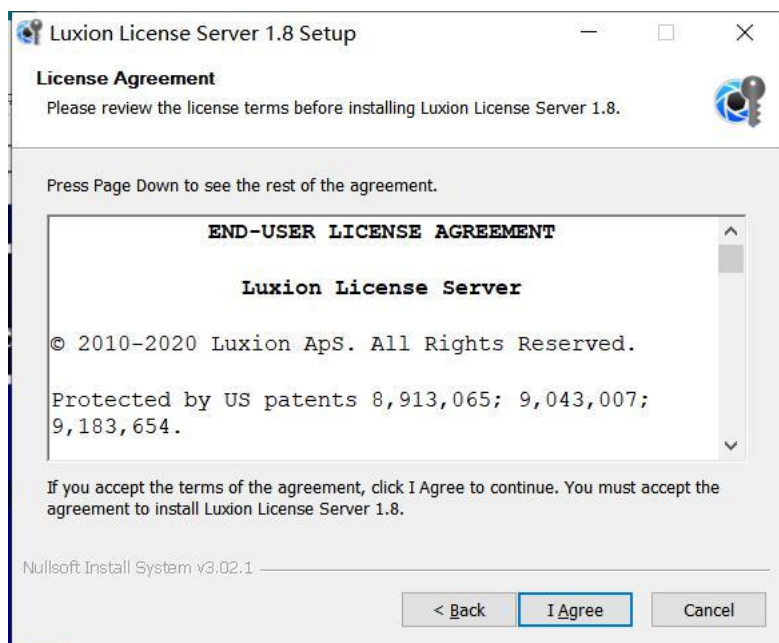 Luxion License Server 1.8 Setup
License Agreement
Please review the license terms before installing Luxion License Server 1.8.
Press Page Down to see the rest of the agreement.
END-USER LICENSE AGREEMENT
Luxion License Server
© 2010-2020 Luxion ApS. All Rights Reserved.
Protected by US patents 8,913,065; 9,043,007;
9,183,654.
If you accept the terms of the agreement, click I Agree to continue. You must accept the
agreement to install Luxion License Server 1.8.
Nullsoft Install System v3.02.1
< Back I Agree Cancel